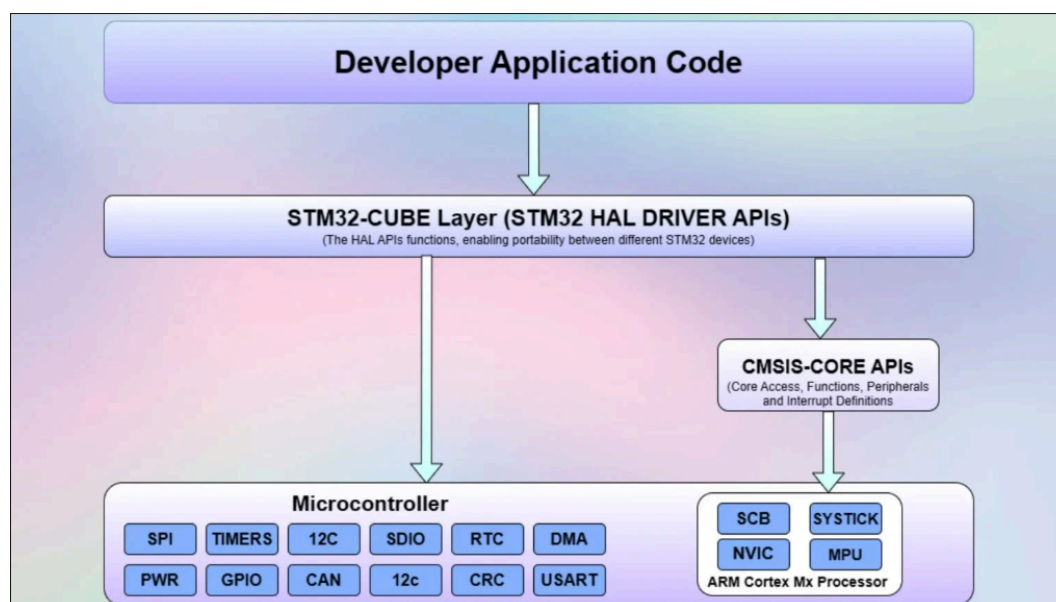 Developer Application Code
STM32-CUBE Layer (STM32 HAL DRIVER APIs)
(The HAL APIs functions, enabling portability between different STM32 devices)
CMSIS-CORE APIs
(Core Access, Functions, Peripherals
and Interrupt Definitions
Microcontroller
SPI TIMERS 12C SDIO RTC DMA
PWR GPIO CAN 12c CRC USART
SCB SYSTICK
NVIC MPU
ARM Cortex Mx Processor